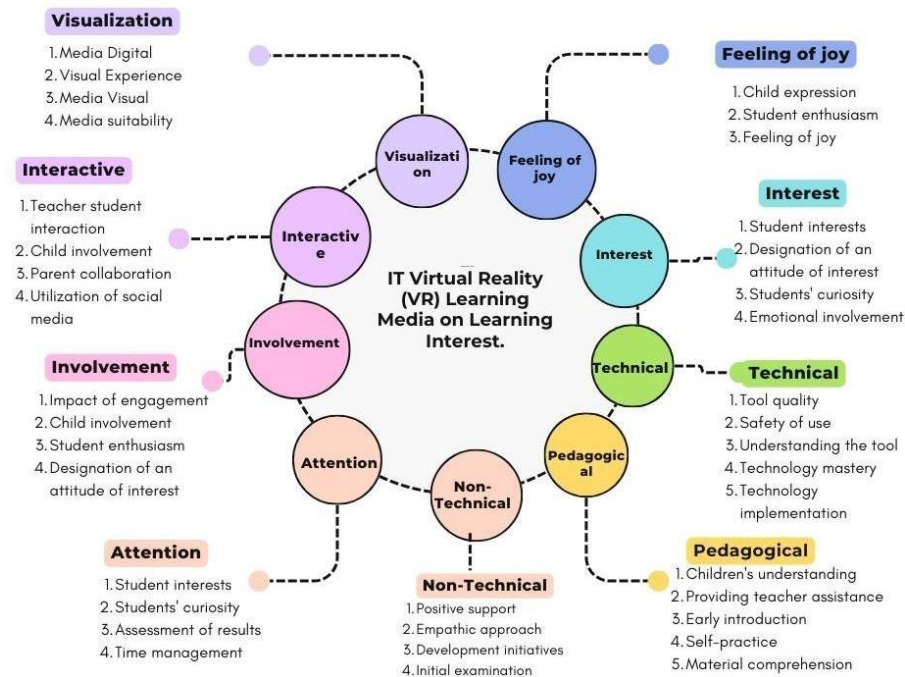 Visualization
1. Media Digital
2. Visual Experience
3. Media Visual
4. Media suitability
Feeling of joy
1. Child expression
2. Student enthusiasm
3. Feeling of joy
Interactive
1. Teacher student
interaction
2. Child involvement
3. Parent collaboration
4. Utilization of social
media
Interest
1. Student interests
2. Designation of an
attitude of interest
3. Students' curiosity
4. Emotional involvement
Visualizati
on
Feeling of
joy
Interactiv
e
Interest
IT Virtual Reality
(VR) Learning
Media on Learning
Interest.
Involvement
Technical
Attention
Pedagogic
al
Non-
Technical
Involvement
1. Impact of engagement
2. Child involvement
3. Student enthusiasm
4. Designation of an
attitude of interest
Technical
1. Tool quality
2. Safety of use
3. Understanding the tool
4. Technology mastery
5. Technology
implementation
Attention
1. Student interests
2. Students' curiosity
3. Assessment of results
4. Time management
Non-Technical
1. Positive support
2. Empathic approach
3. Development initiatives
4. Initial examination
Pedagogical
1. Children's understanding
2. Providing teacher assistance
3. Early introduction
4. Self-practice
5. Material comprehension